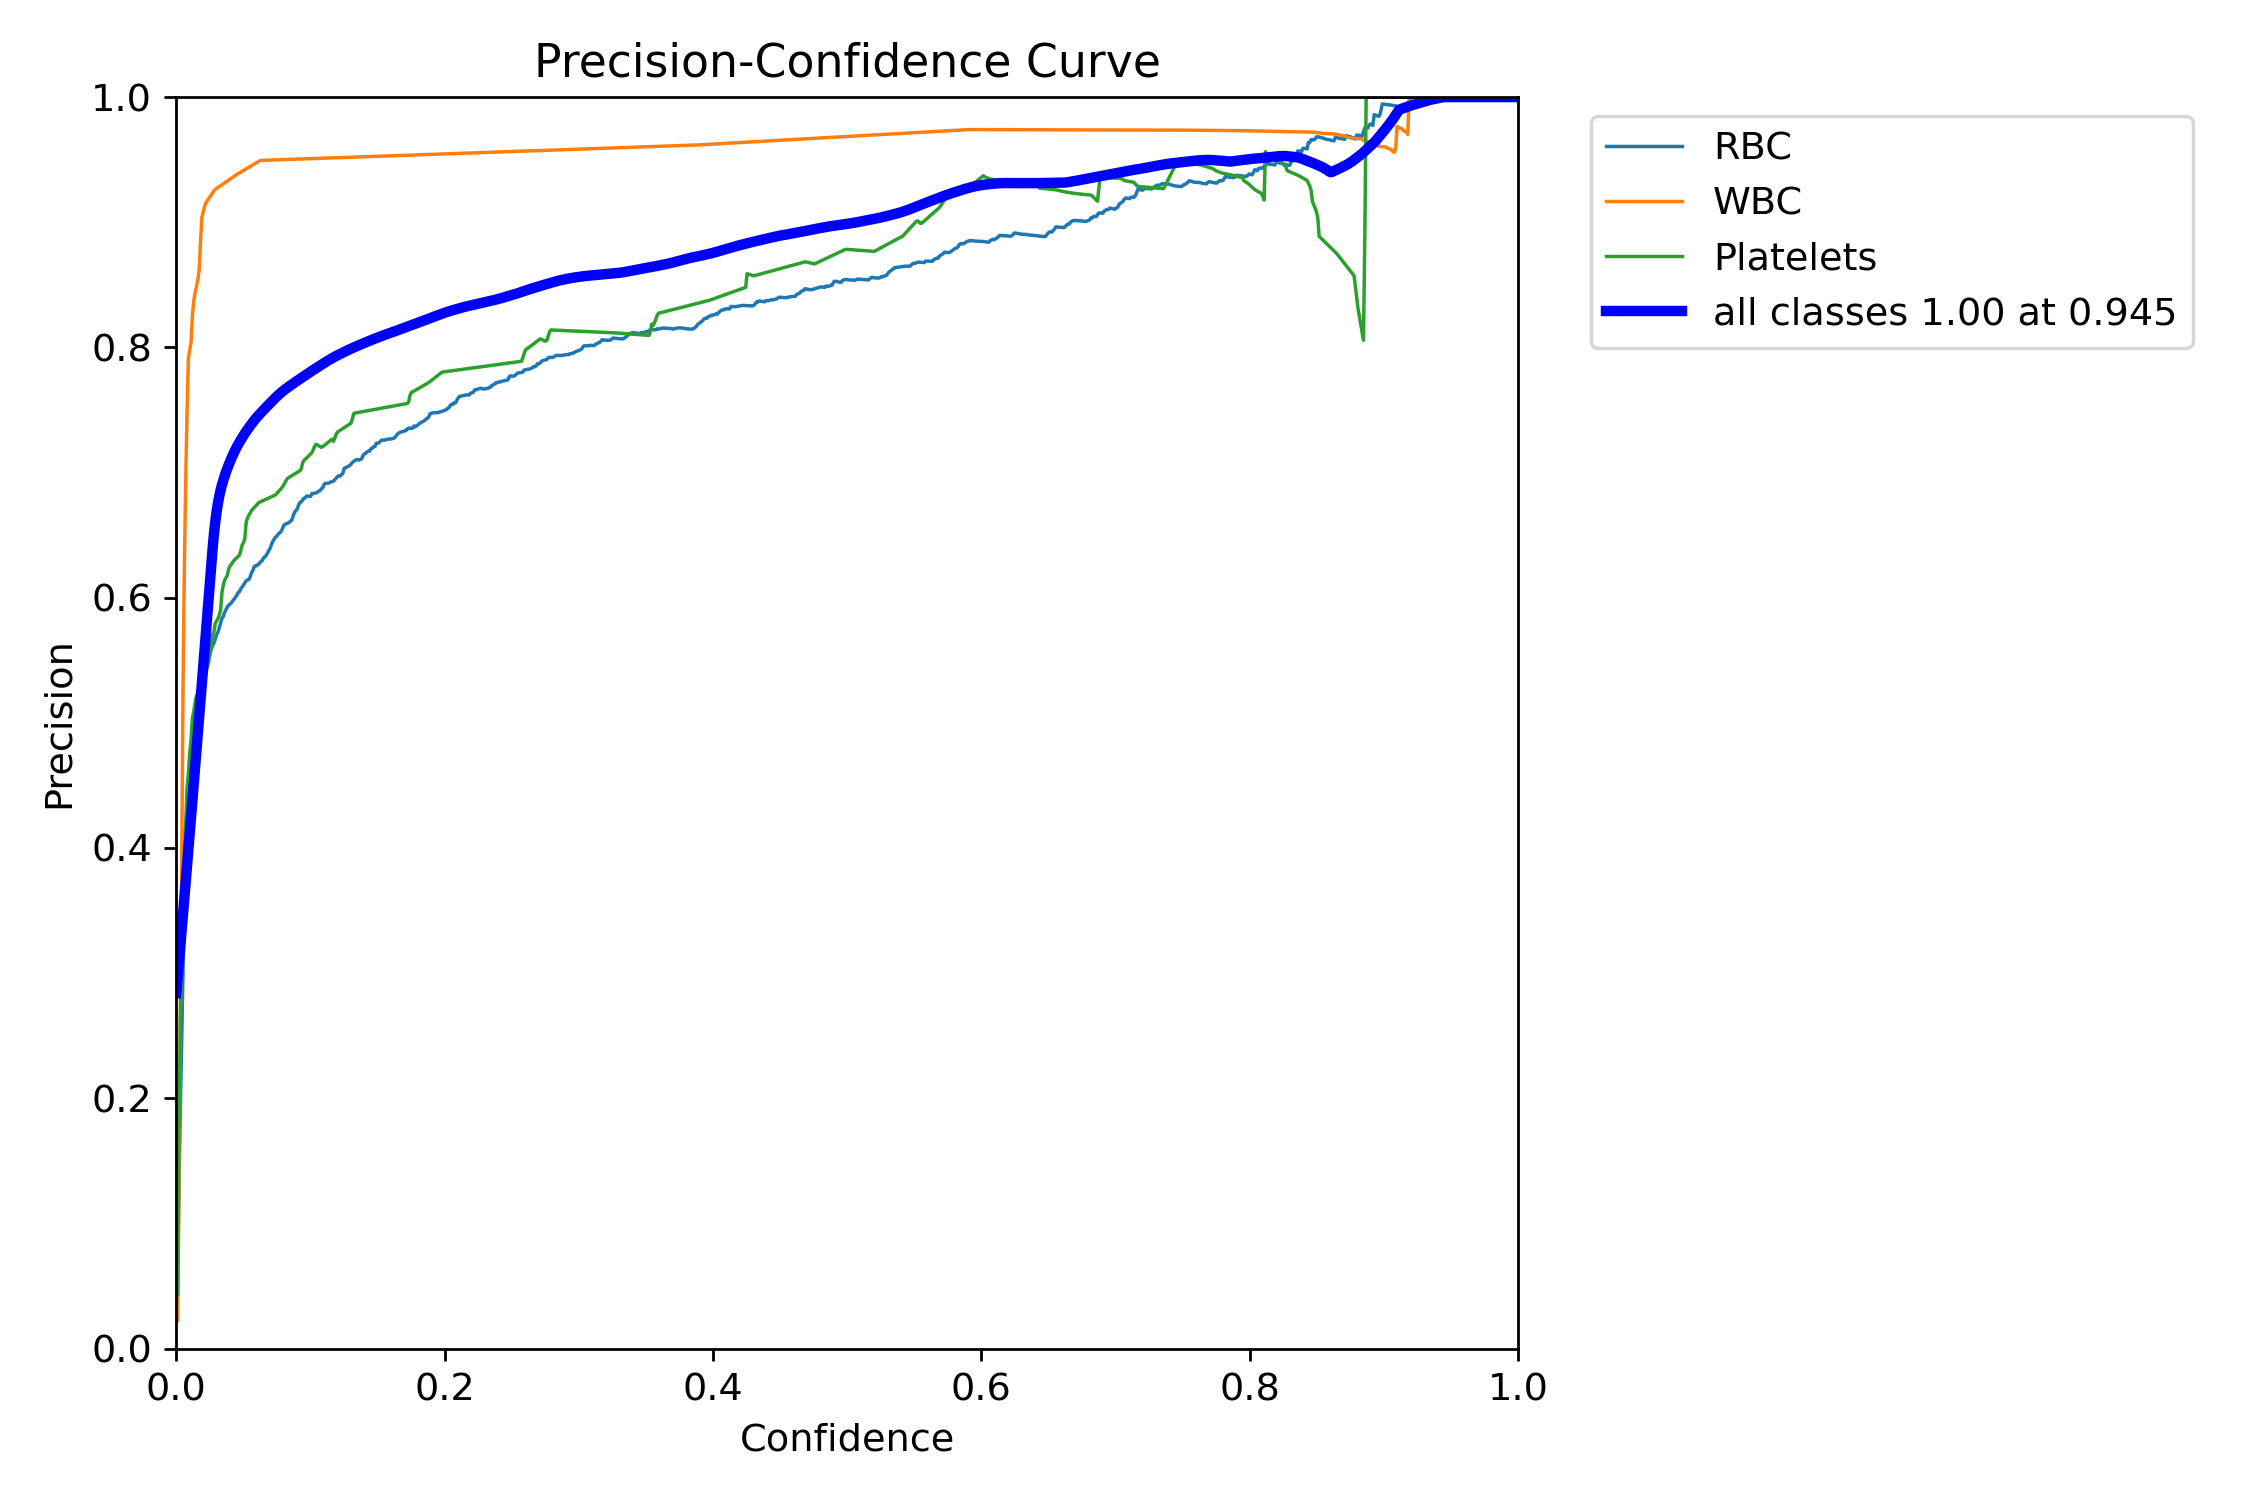 Precision-Confidence Curve
1.0
0.8
0.6
0.4
0.2
0.0
Precision
0.0 0.2 0.4 0.6 0.8 1.0
Confidence
RBC
WBC
Platelets
all classes 1.00 at 0.945